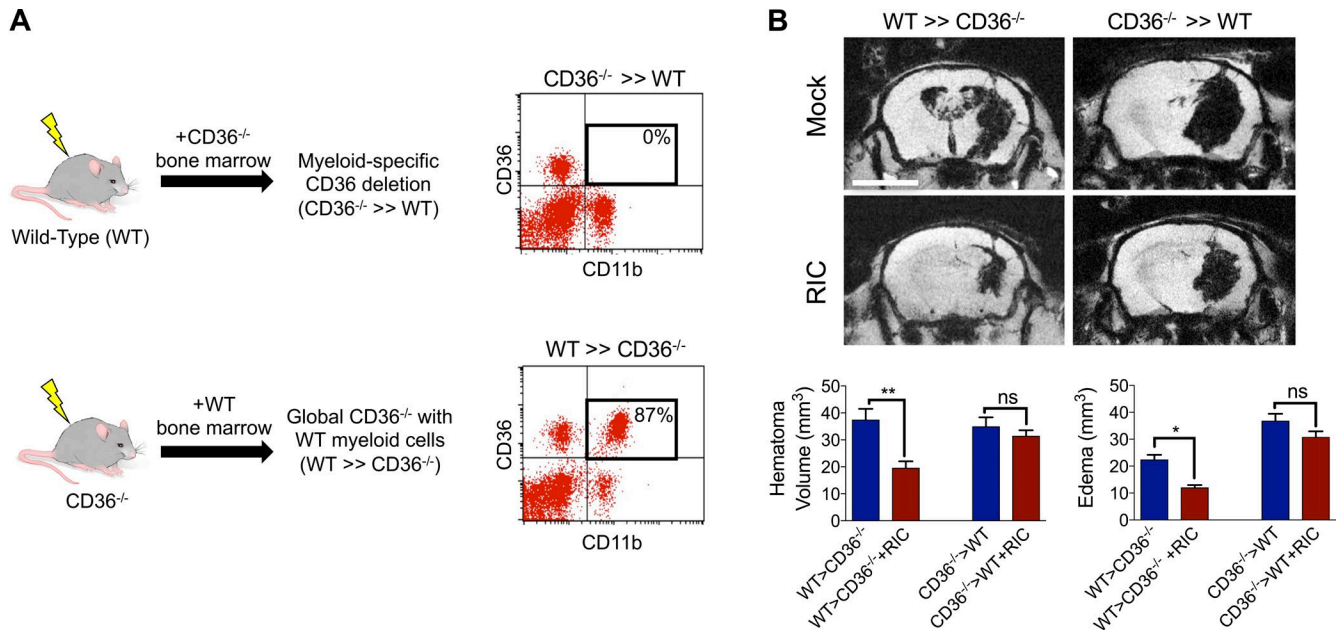 A
Wild-Type (WT)
+CD36-/-
bone marrow
Myeloid-specific
CD36 deletion
(CD36-/- >> WT)
CD36-/- >> WT
0%
CD36
CD11b
CD36-/-
+WT
bone marrow
Global CD36-/- with
WT myeloid cells
(WT >> CD36-/-)
WT >> CD36-/-
87%
CD36
CD11b
B
WT >> CD36-/-
CD36-/- >> WT
Mock
RIC
Hematoma
Volume (mm3)
50
40
30
20
10
0
**
ns
WT>CD36-/-
WT>CD36-/- +RIC
CD36-/->WT
CD36-/->WT+RIC
Edema (mm3)
50
40
30
20
10
0
*
ns
WT>CD36-/-
WT>CD36-/- +RIC
CD36-/->WT
CD36-/->WT+RIC